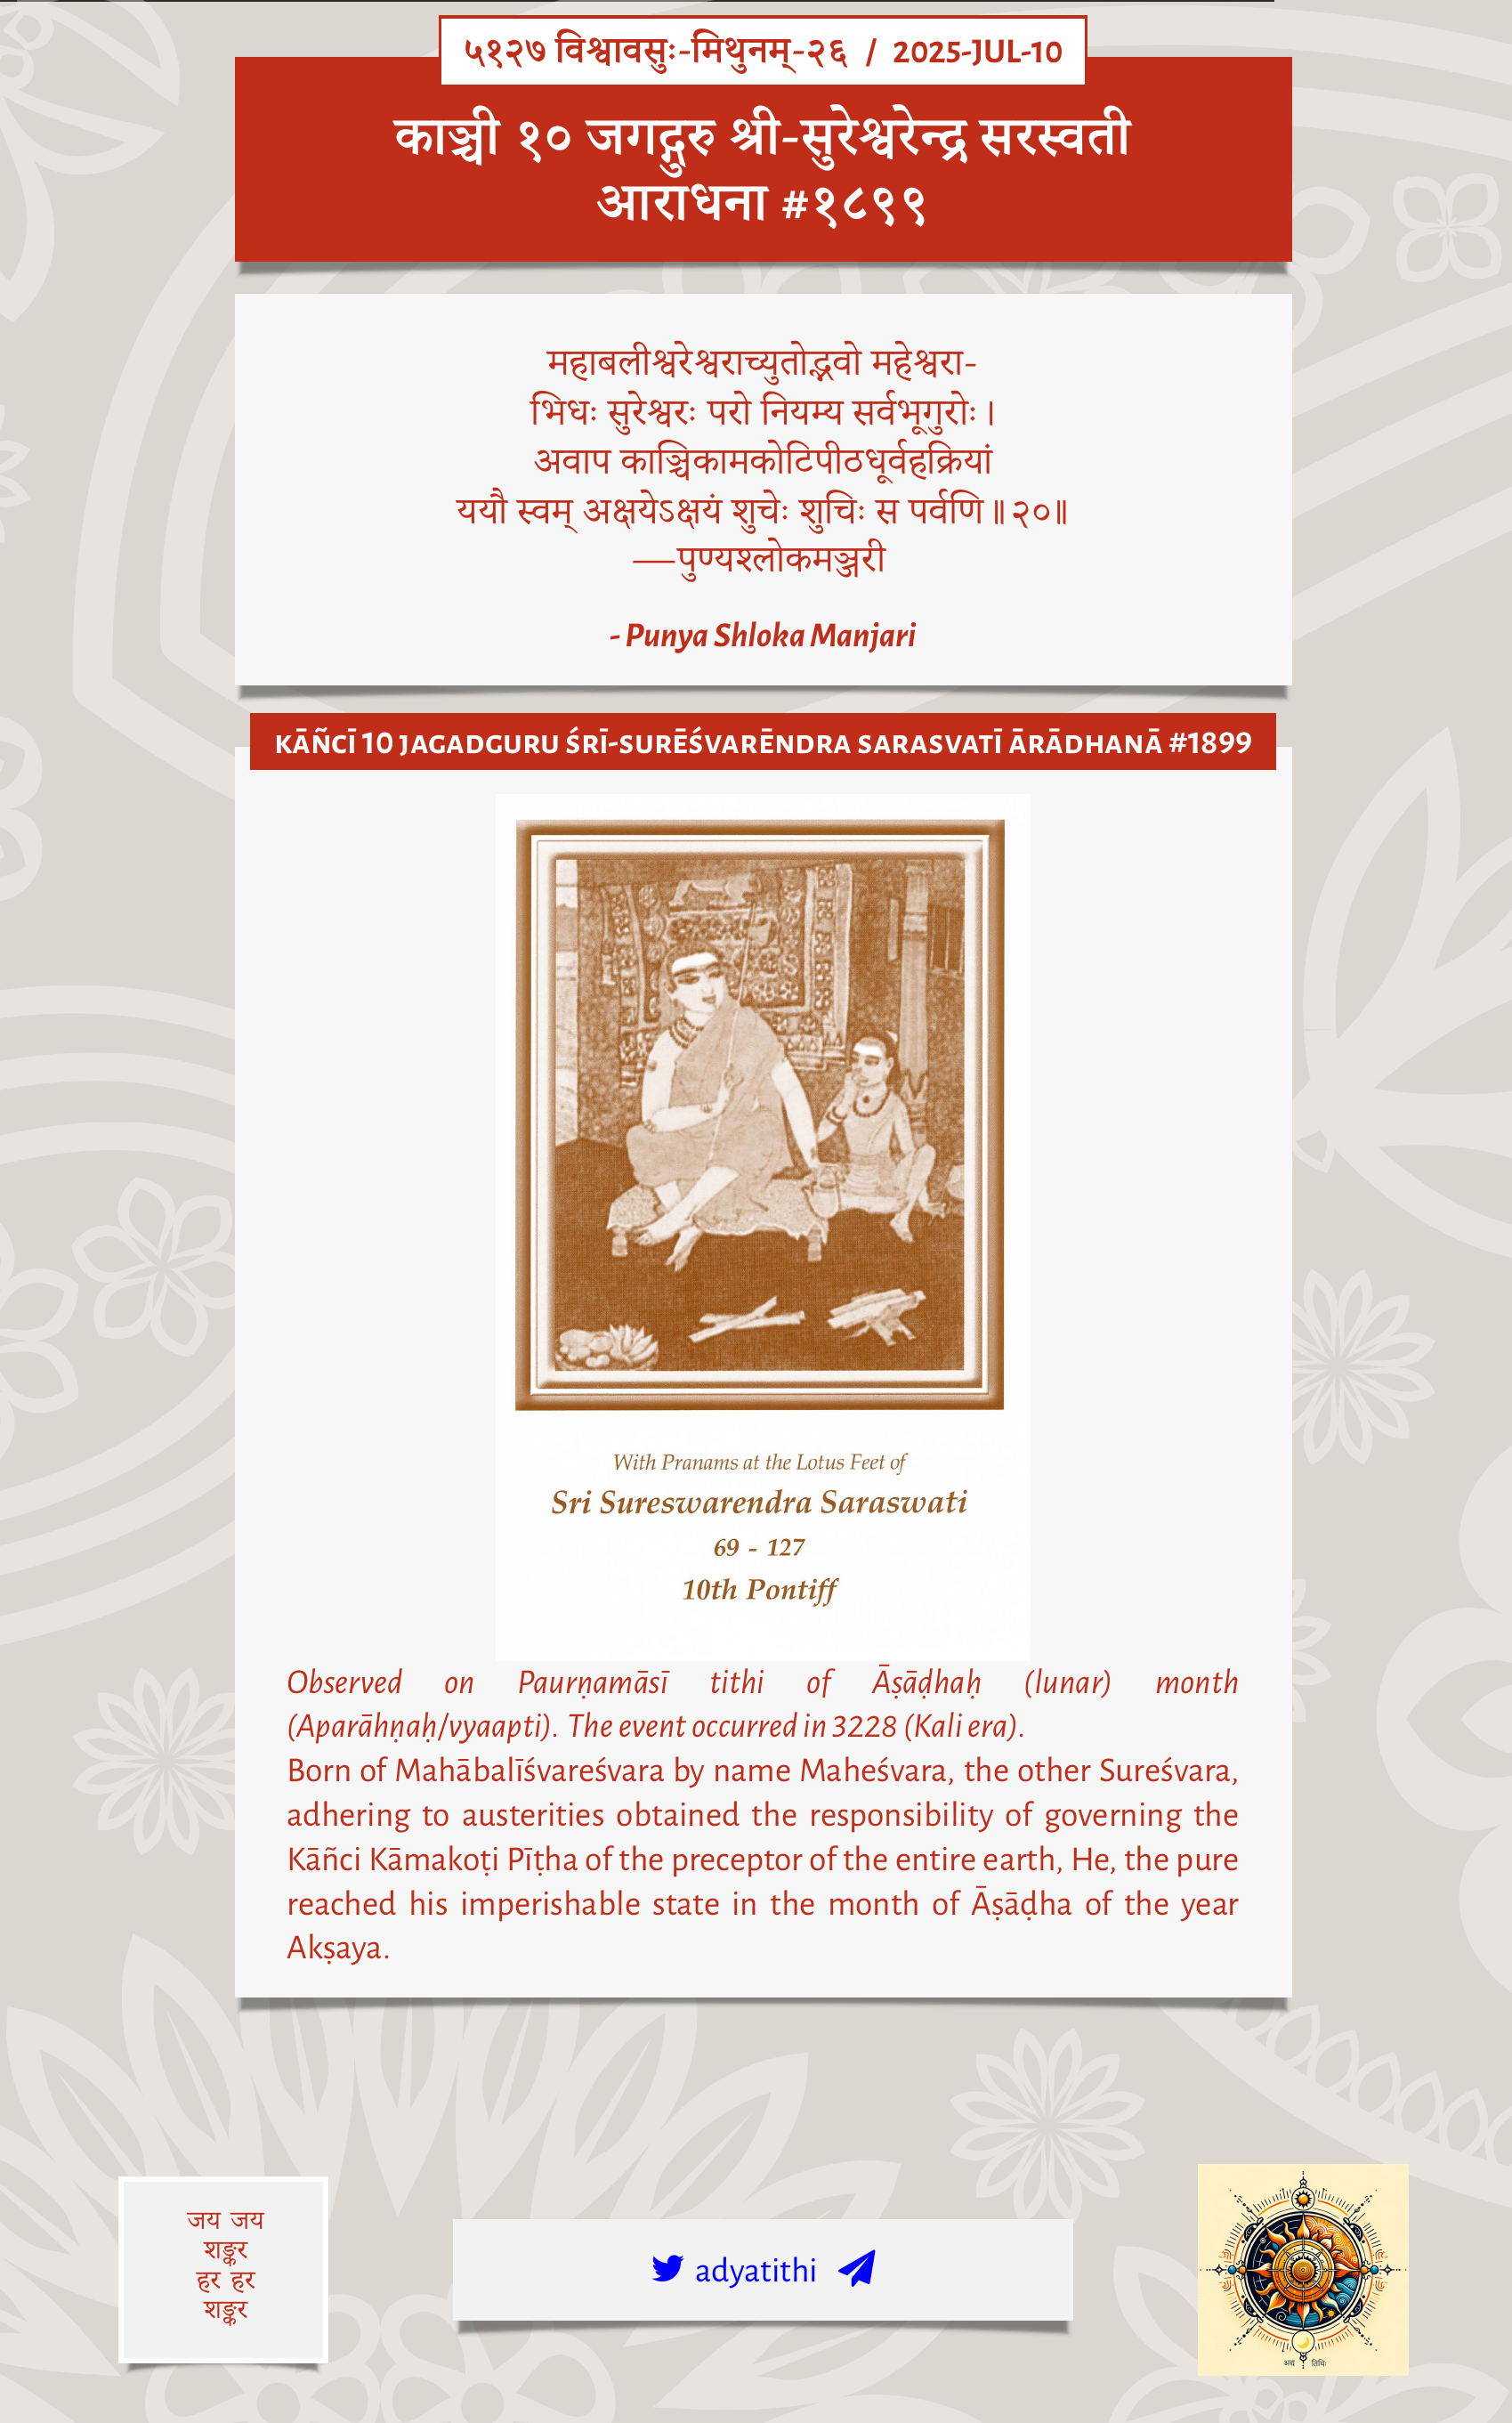 ५१२७ विश्वावसुः-मिथुनम्-२६ / 2025-JUL-10
काञ्ची १० जगद्गुरु श्री-सुरेश्वरेन्द्र सरस्वती
आराधना #१८९९
महाबलीश्वरेश्वराच्युतोद्भवो महेश्वरा-
भिधः सुरेश्वरः परो नियम्य सर्वभूगुरोः।
अवाप काञ्चिकामकोटिपीठधूर्वहक्रियां
ययौ स्वम् अक्षयेऽक्षयं शुचेः शुचिः स पर्वणि॥२०॥
—पुण्यश्लोकमञ्जरी
- Punya Shloka Manjari
KĀÑCĪ 10 JAGADGURU ŚRĪ-SURĒŚVARĒNDRA SARASVATĪ ĀRĀDHANĀ #1899
With Pranams at the Lotus Feet of
Sri Sureswarendra Saraswati
69 - 127
10th Pontiff
Observed on Paurṇamāsī tithi of Āṣāḍhaḥ (lunar) month
(Aparāhṇaḥ/vyaapti). The event occurred in 3228 (Kali era).
Born of Mahābalīśvareśvara by name Maheśvara, the other Sureśvara,
adhering to austerities obtained the responsibility of governing the
Kāñci Kāmakoṭi Pīṭha of the preceptor of the entire earth, He, the pure
reached his imperishable state in the month of Āṣāḍha of the year
Akṣaya.
जय जय
शङ्कर
हर हर
शङ्कर
adyatithi
अद्य तिथिः